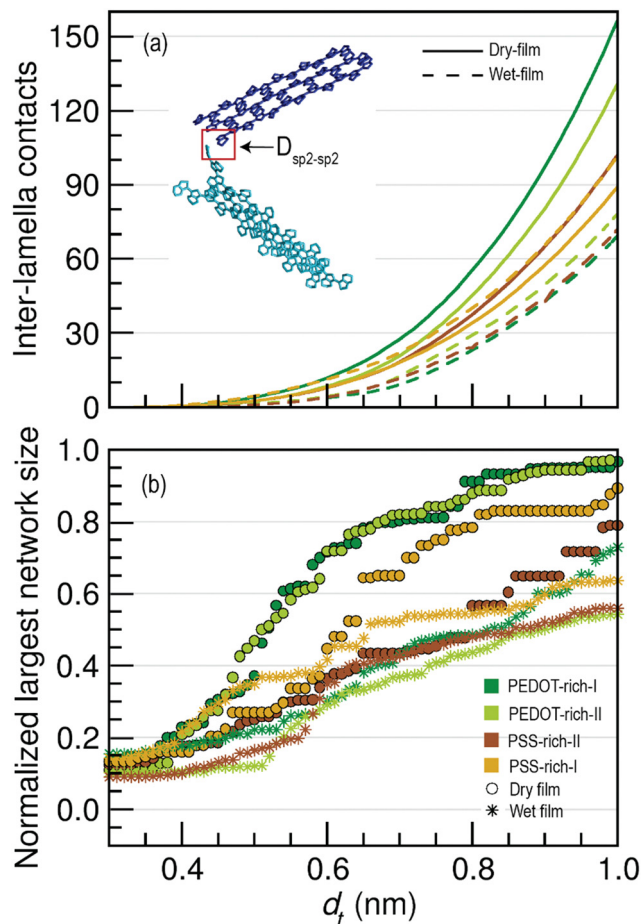 (a)
Dry-film
Wet-film
D sp2-sp2
Inter-lamella contacts
150
120
90
60
30
0
(b)
Normalized largest network size
1.0
0.8
0.6
0.4
0.2
0.0
PEDOT-rich-I
PEDOT-rich-II
PSS-rich-II
PSS-rich-I
Dry film
Wet film
0.4 0.6 0.8 1.0
dt (nm)